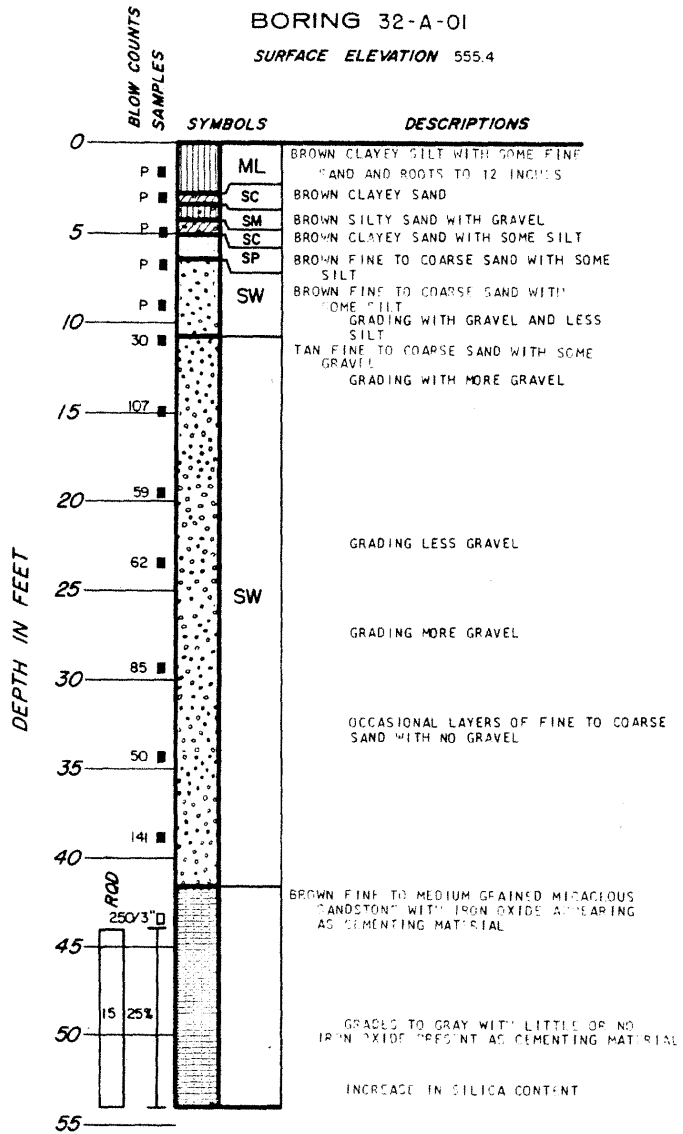 BORING 32-A-01
SURFACE ELEVATION 555.4
BLOW COUNTS
SAMPLES
SYMBOLS
DESCRIPTIONS
DEPTH IN FEET
0
P
ML
BROWN CLAYEY SILT WITH SOME FINE
SAND AND ROOTS TO 12 INCHES
P
SC
BROWN CLAYEY SAND
SM
BROWN SILTY SAND WITH GRAVEL
5
P
SC
BROWN CLAYEY SAND WITH SOME SILT
P
SP
BROWN FINE TO COARSE SAND WITH SOME
SILT
P
SW
BROWN FINE TO COARSE SAND WITH
SOME SILT
10
GRADING WITH GRAVEL AND LESS
SILT
30
TAN FINE TO COARSE SAND WITH SOME
GRAVEL
GRADING WITH MORE GRAVEL
15
107
20
59
GRADING LESS GRAVEL
62
25
SW
GRADING MORE GRAVEL
85
30
OCCASIONAL LAYERS OF FINE TO COARSE
SAND WITH NO GRAVEL
50
35
141
40
RQD
BROWN FINE TO MEDIUM GRAINED MICACEOUS
SANDSTONE WITH IRON OXIDE APPEARING
AS CEMENTING MATERIAL
250/3"
45
15
25%
GRADES TO GRAY WITH LITTLE OR NO
IRON OXIDE PRESENT AS CEMENTING MATERIAL
50
INCREASE IN SILICA CONTENT
55